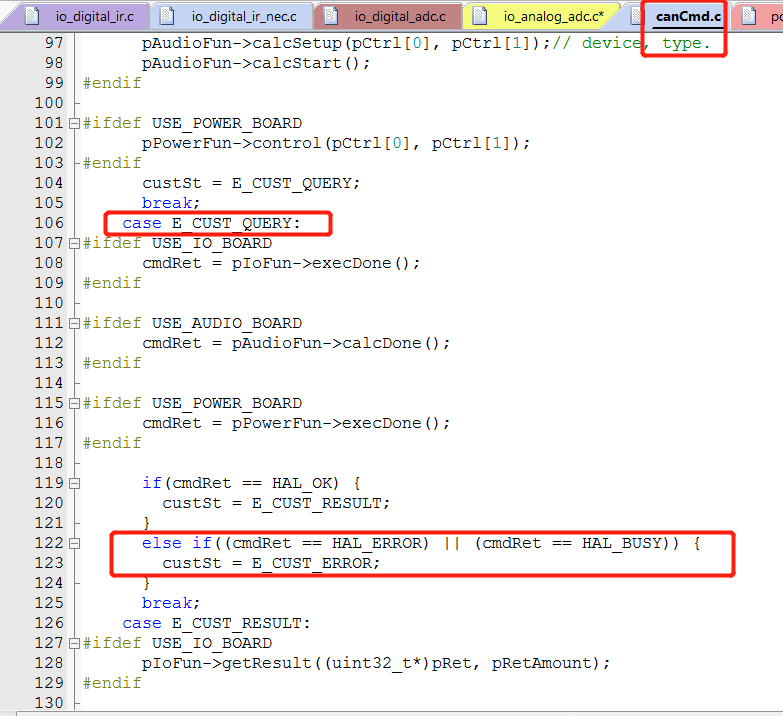 io_digital_ir.c io_digital_ir_nec.c io_digital_adc.c io_analog_adc.c* canCmd.c
97 pAudioFun->calcSetup(pCtrl[0], pCtrl[1]);// device, type.
98 pAudioFun->calcStart();
99 #endif
100
101 #ifdef USE_POWER_BOARD
102 pPowerFun->control(pCtrl[0], pCtrl[1]);
103 #endif
104 custSt = E_CUST_QUERY;
105 break;
106 case E_CUST_QUERY:
107 #ifdef USE_IO_BOARD
108 cmdRet = pIoFun->execDone();
109 #endif
110
111 #ifdef USE_AUDIO_BOARD
112 cmdRet = pAudioFun->calcDone();
113 #endif
114
115 #ifdef USE_POWER_BOARD
116 cmdRet = pPowerFun->execDone();
117 #endif
118
119 if(cmdRet == HAL_OK) {
120 custSt = E_CUST_RESULT;
121 }
122 else if((cmdRet == HAL_ERROR) || (cmdRet == HAL_BUSY)) {
123 custSt = E_CUST_ERROR;
124 }
125 break;
126 case E_CUST_RESULT:
127 #ifdef USE_IO_BOARD
128 pIoFun->getResult((uint32_t*)pRet, pRetAmount);
129 #endif
130